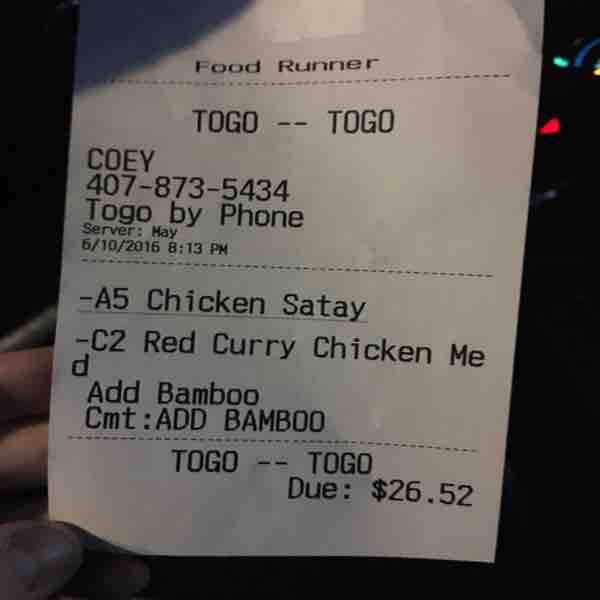 Food Runner
TOGO -- TOGO
COEY
407-873-5434
Togo by Phone
Server: May
6/10/2016 8:13 PM
-A5 Chicken Satay
-C2 Red Curry Chicken Me
d
Add Bamboo
Cmt:ADD BAMBOO
TOGO -- TOGO
Due: $26.52